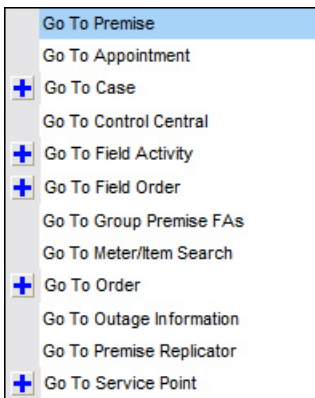 Go To Premise
Go To Appointment
Go To Case
Go To Control Central
Go To Field Activity
Go To Field Order
Go To Group Premise FAs
Go To Meter/Item Search
Go To Order
Go To Outage Information
Go To Premise Replicator
Go To Service Point